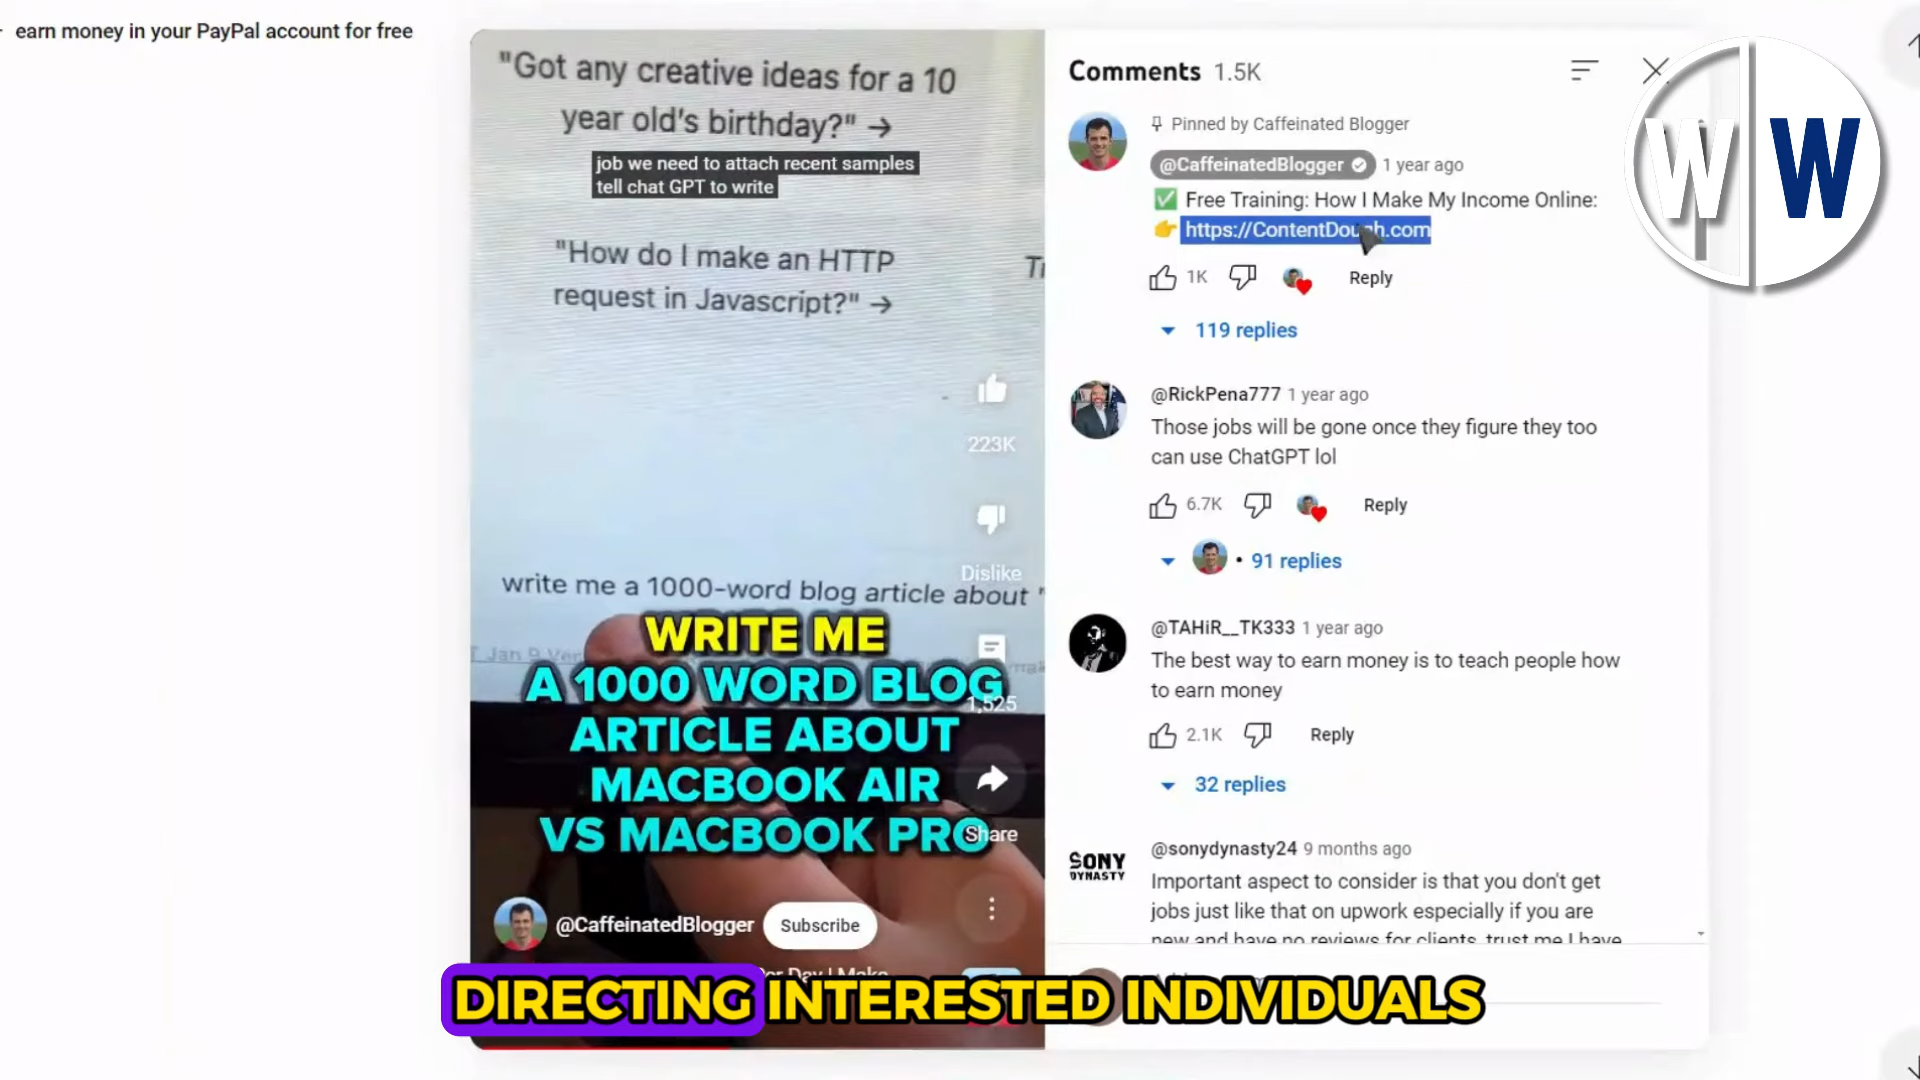 earn money in your PayPal account for free
"Got any creative ideas for a 10
year old's birthday?" →
job we need to attach recent samples
tell chat GPT to write
"How do I make an HTTP
request in Javascript?" →
223K
Dislike
write me a 1000-word blog article about "
WRITE ME
A 1000 WORD BLOG
ARTICLE ABOUT
MACBOOK AIR
VS MACBOOK PRO
1,525
Share
@CaffeinatedBlogger Subscribe
Comments 1.5K
Pinned by Caffeinated Blogger
@CaffeinatedBlogger 1 year ago
✅ Free Training: How I Make My Income Online:
👉 https://ContentDough.com
1K Reply
119 replies
@RickPena777 1 year ago
Those jobs will be gone once they figure they too
can use ChatGPT lol
6.7K Reply
• 91 replies
@TAHiR__TK333 1 year ago
The best way to earn money is to teach people how
to earn money
2.1K Reply
32 replies
SONY
DYNASTY
@sonydynasty24 9 months ago
Important aspect to consider is that you don't get
jobs just like that on upwork especially if you are
new and have no reviews for clients, trust me I have
DIRECTING INTERESTED INDIVIDUALS
W W